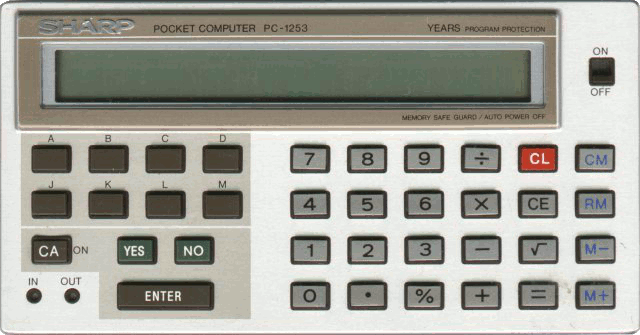 SHARP POCKET COMPUTER PC-1253 YEARS PROGRAM PROTECTION
ON
OFF
MEMORY SAFE GUARD / AUTO POWER OFF
A B C D
7 8 9 ÷ CL CM
J K L M
4 5 6 X CE RM
CA ON YES NO
1 2 3 − √ M−
IN OUT
ENTER
0 • % + = M+